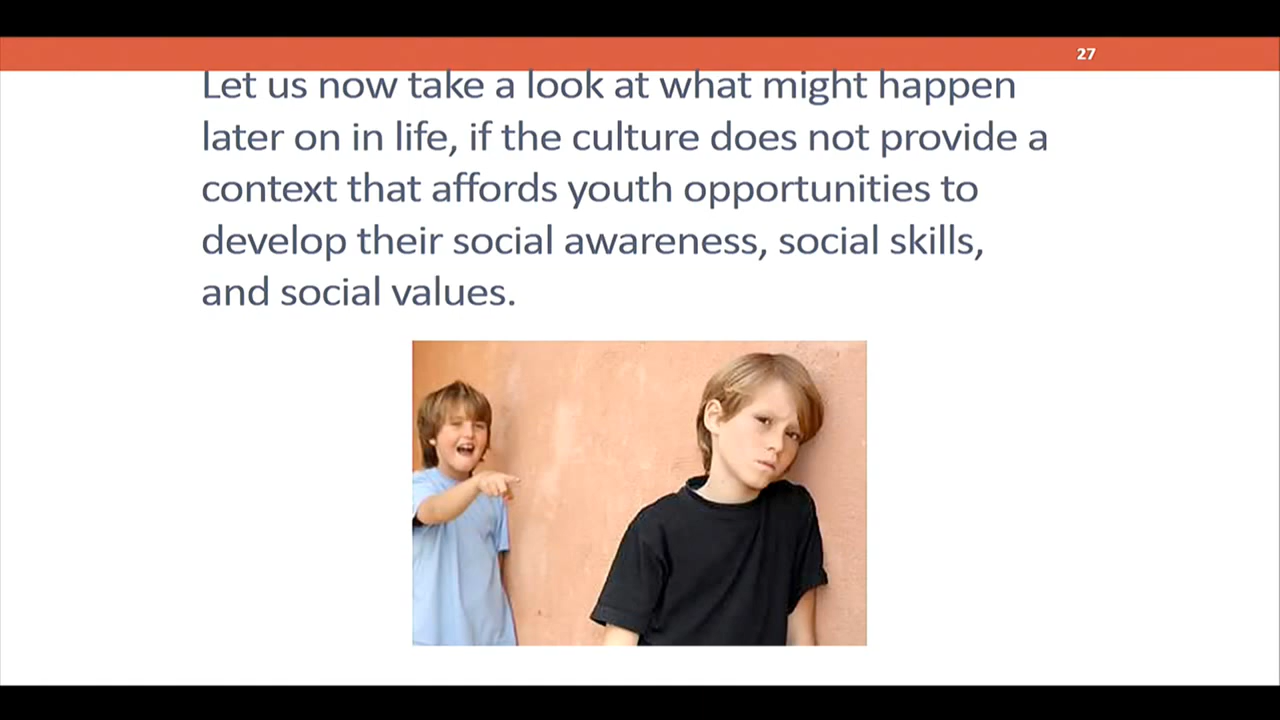 27
Let us now take a look at what might happen
later on in life, if the culture does not provide a
context that affords youth opportunities to
develop their social awareness, social skills,
and social values.